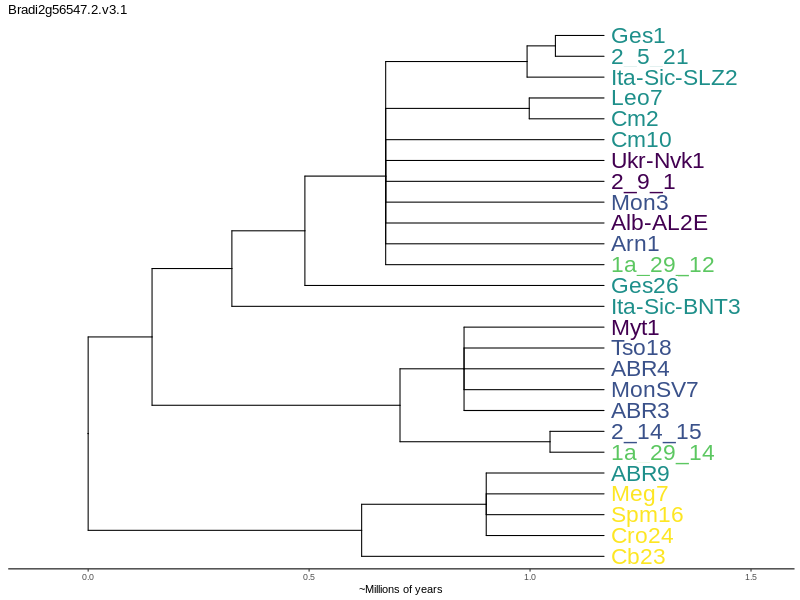 Bradi2g56547.2.v3.1
Ges1
2_5_21
Ita-Sic-SLZ2
Leo7
Cm2
Cm10
Ukr-Nvk1
2_9_1
Mon3
Alb-AL2E
Arn1
1a_29_12
Ges26
Ita-Sic-BNT3
Myt1
Tso18
ABR4
MonSV7
ABR3
2_14_15
1a_29_14
ABR9
Meg7
Spm16
Cro24
Cb23
0.0 0.5 1.0 1.5
~Millions of years